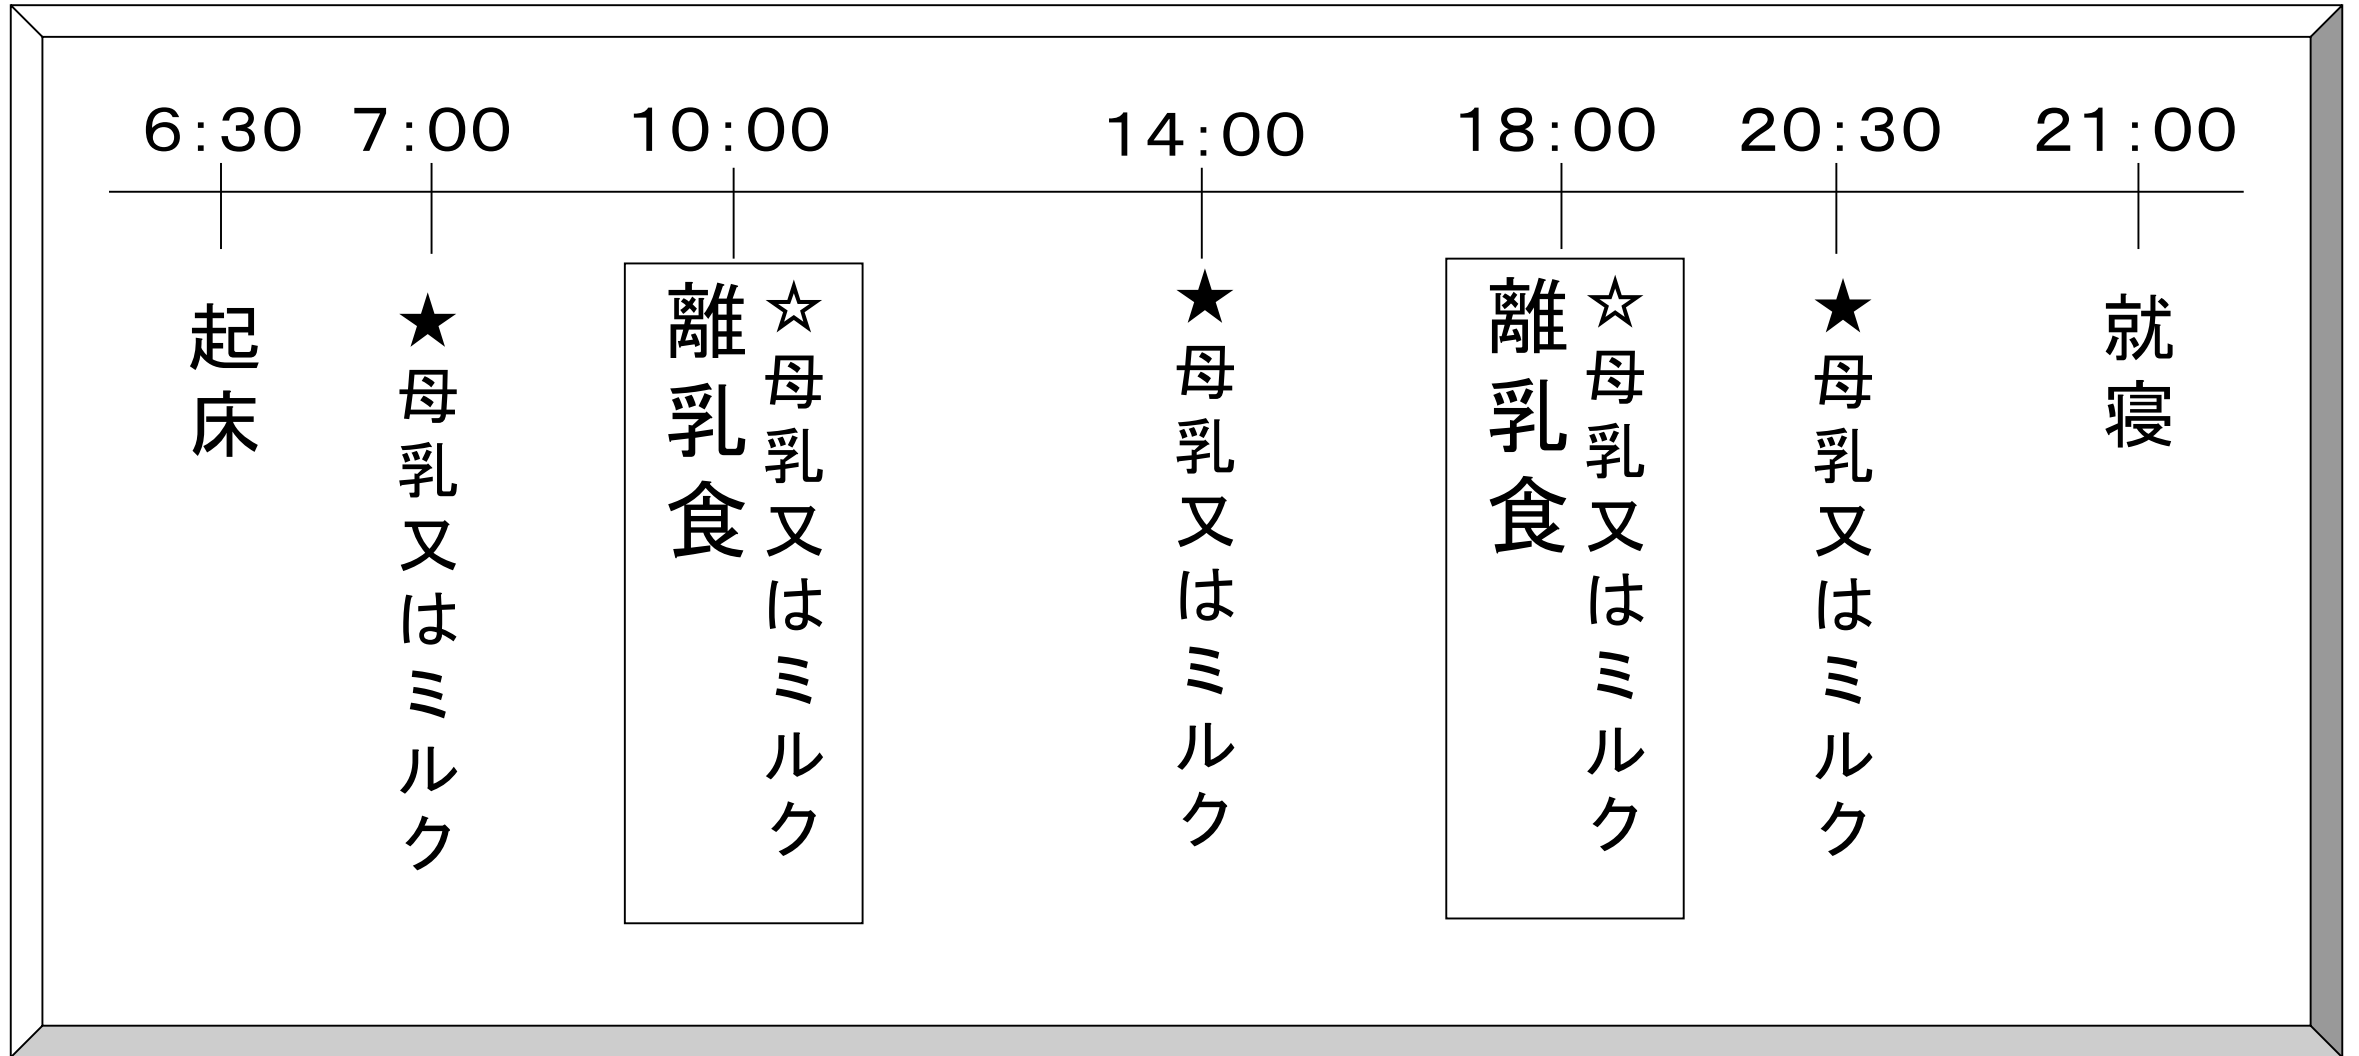 6:30
7:00
10:00
14:00
18:00
20:30
21:00
起床
★母乳又はミルク
☆母乳又はミルク
離乳食
★母乳又はミルク
☆母乳又はミルク
離乳食
★母乳又はミルク
就寝